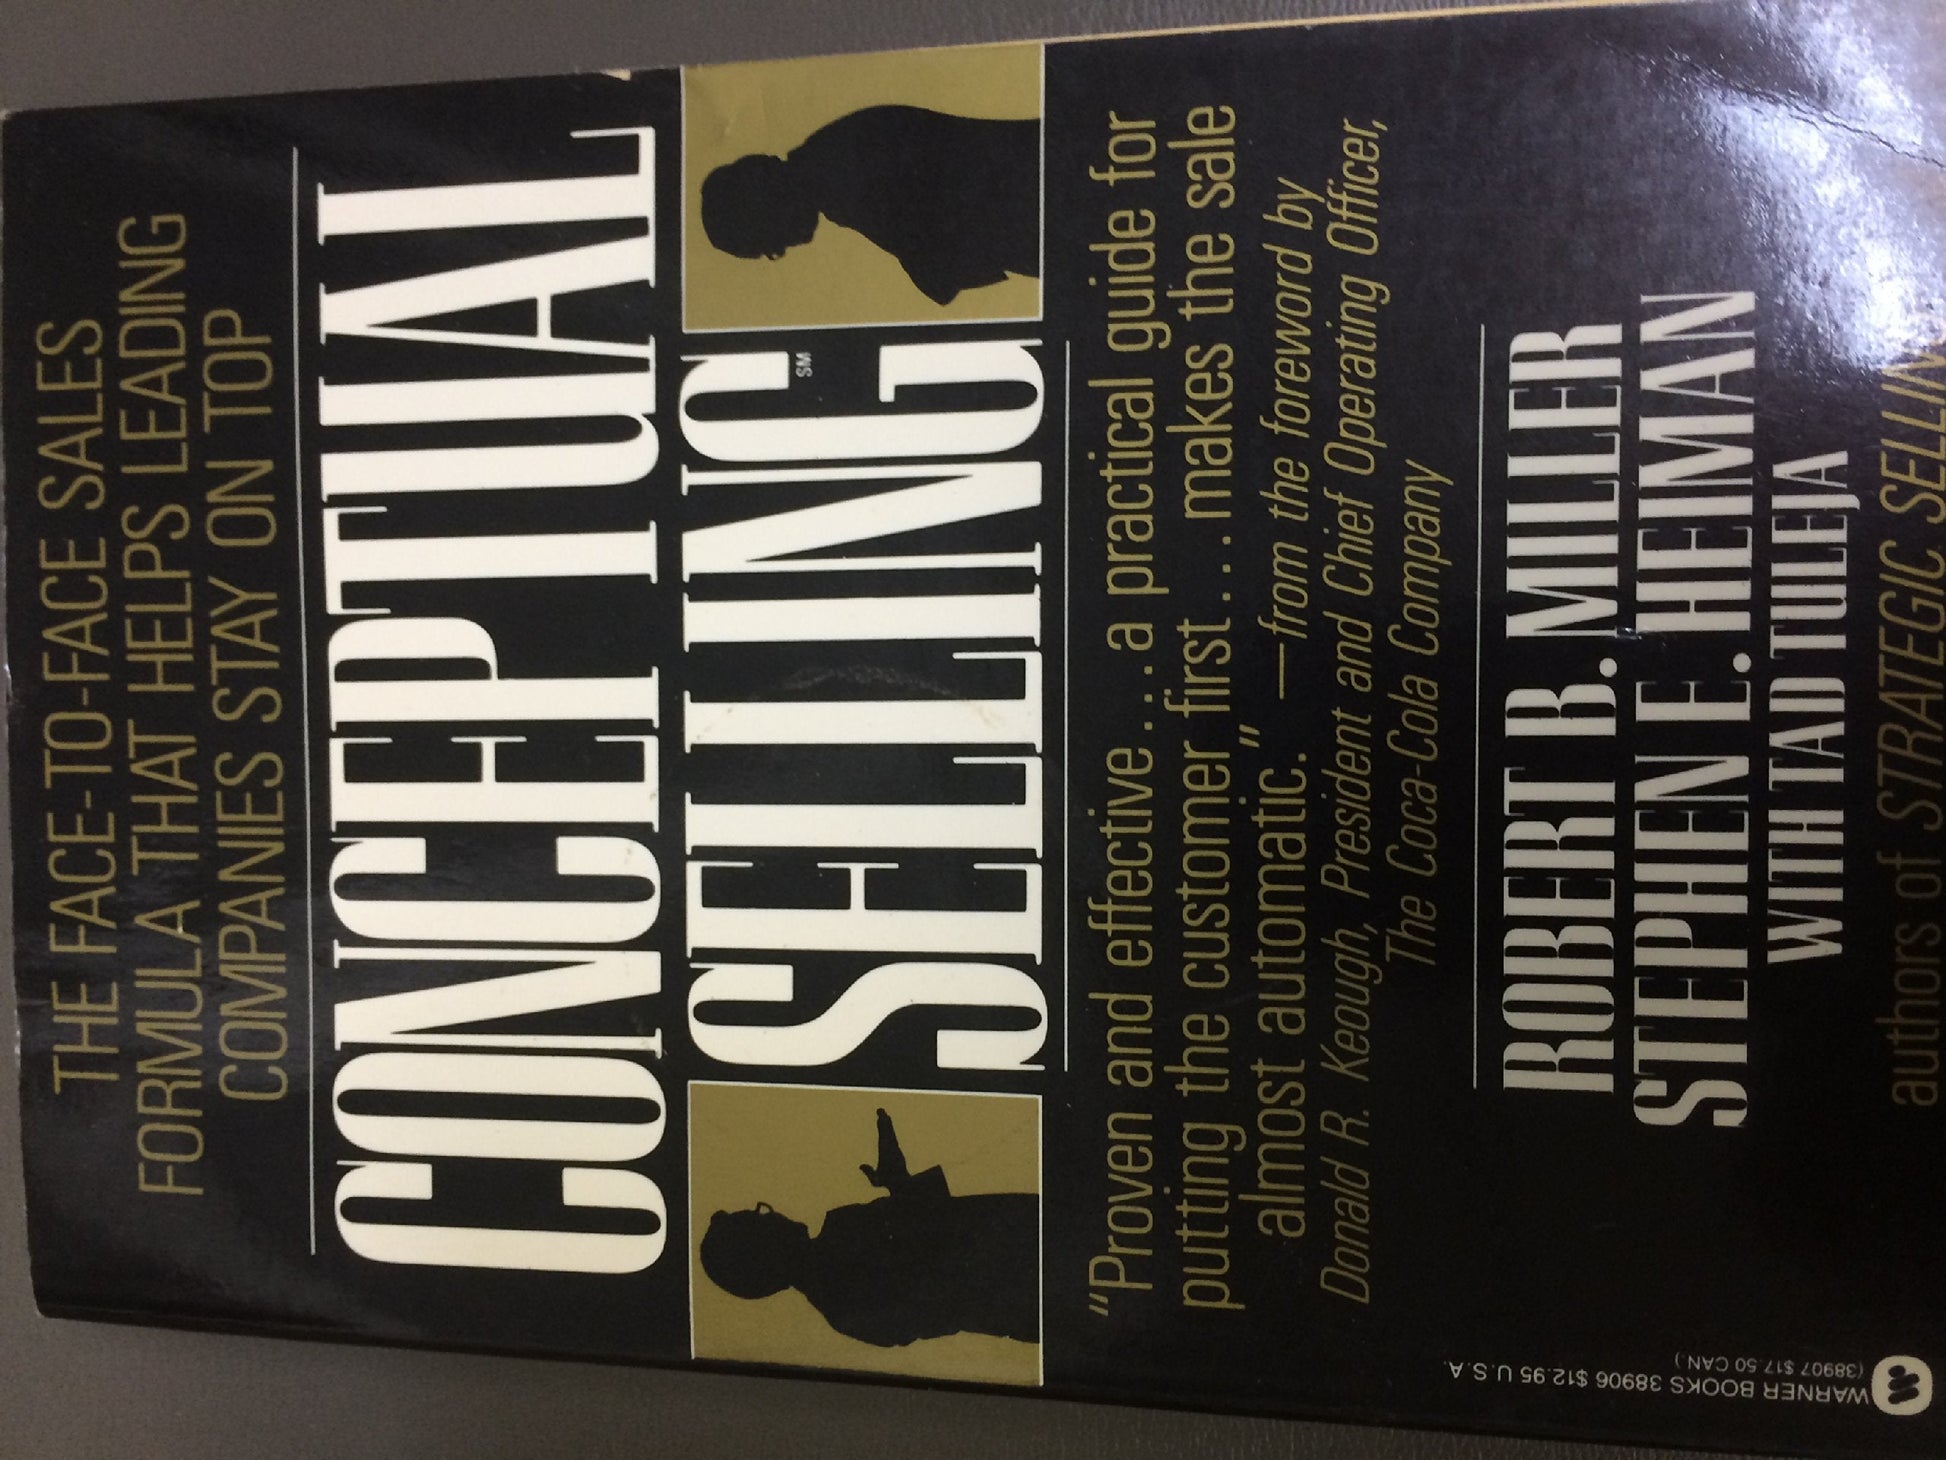 THE FACE-TO-FACE SALES
FORMULA THAT HELPS LEADING
COMPANIES STAY ON TOP
CONCEPTUAL
SELLING℠
“Proven and effective...a practical guide for
putting the customer first...makes the sale
almost automatic.” —from the foreword by
Donald R. Keough, President and Chief Operating Officer,
The Coca-Cola Company
ROBERT B. MILLER
STEPHEN E. HEIMAN
WITH TAD TULEJA
authors of STRATEGIC SELLIN
WARNER BOOKS 38906 $12.95 U.S.A.
(38907 $17.50 CAN.)